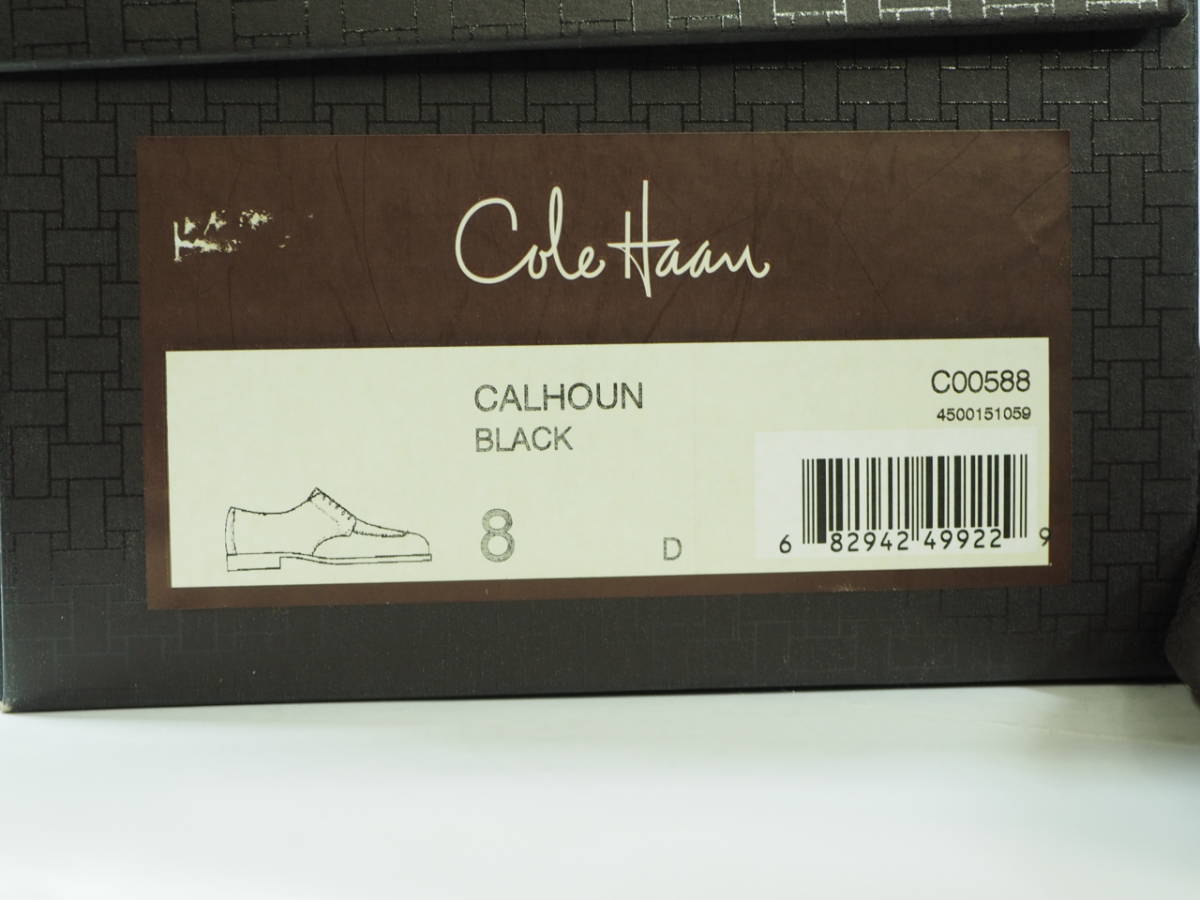 Cole Haan
CALHOUN
BLACK
C00588
4500151059
8
D
6 82942 49922 9